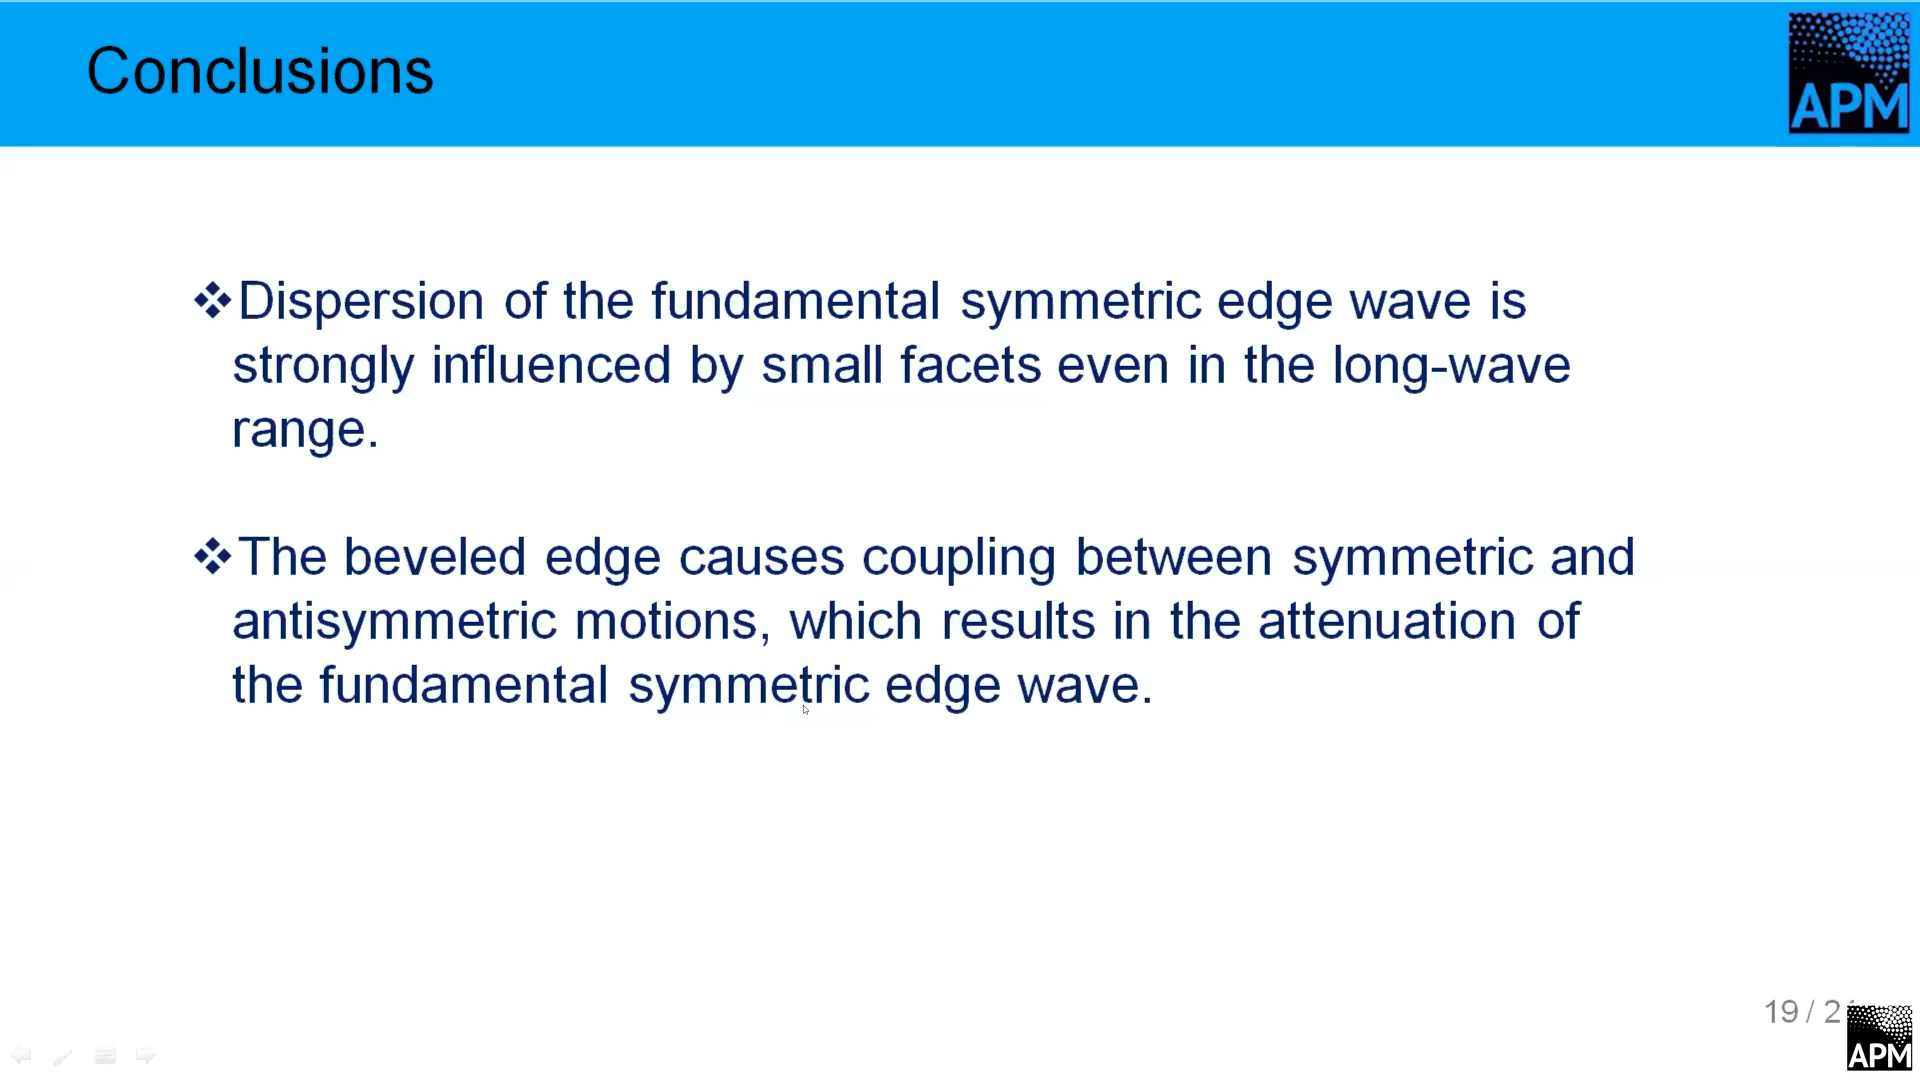 Conclusions
APM
❖Dispersion of the fundamental symmetric edge wave is
strongly influenced by small facets even in the long-wave
range.
❖The beveled edge causes coupling between symmetric and
antisymmetric motions, which results in the attenuation of
the fundamental symmetric edge wave.
19 /
APM